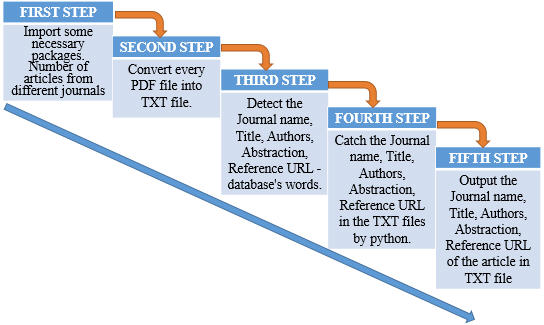 FIRST STEP
Import some
necessary
packages.
Number of
articles from
different journals
SECOND STEP
Convert every
PDF file into
TXT file.
THIRD STEP
Detect the
Journal name,
Title, Authors,
Abstraction,
Reference URL -
database's words.
FOURTH STEP
Catch the Journal
name, Title,
Authors,
Abstraction,
Reference URL
in the TXT files
by python.
FIFTH STEP
Output the
Journal name,
Title, Authors,
Abstraction,
Reference URL
of the article in
TXT file